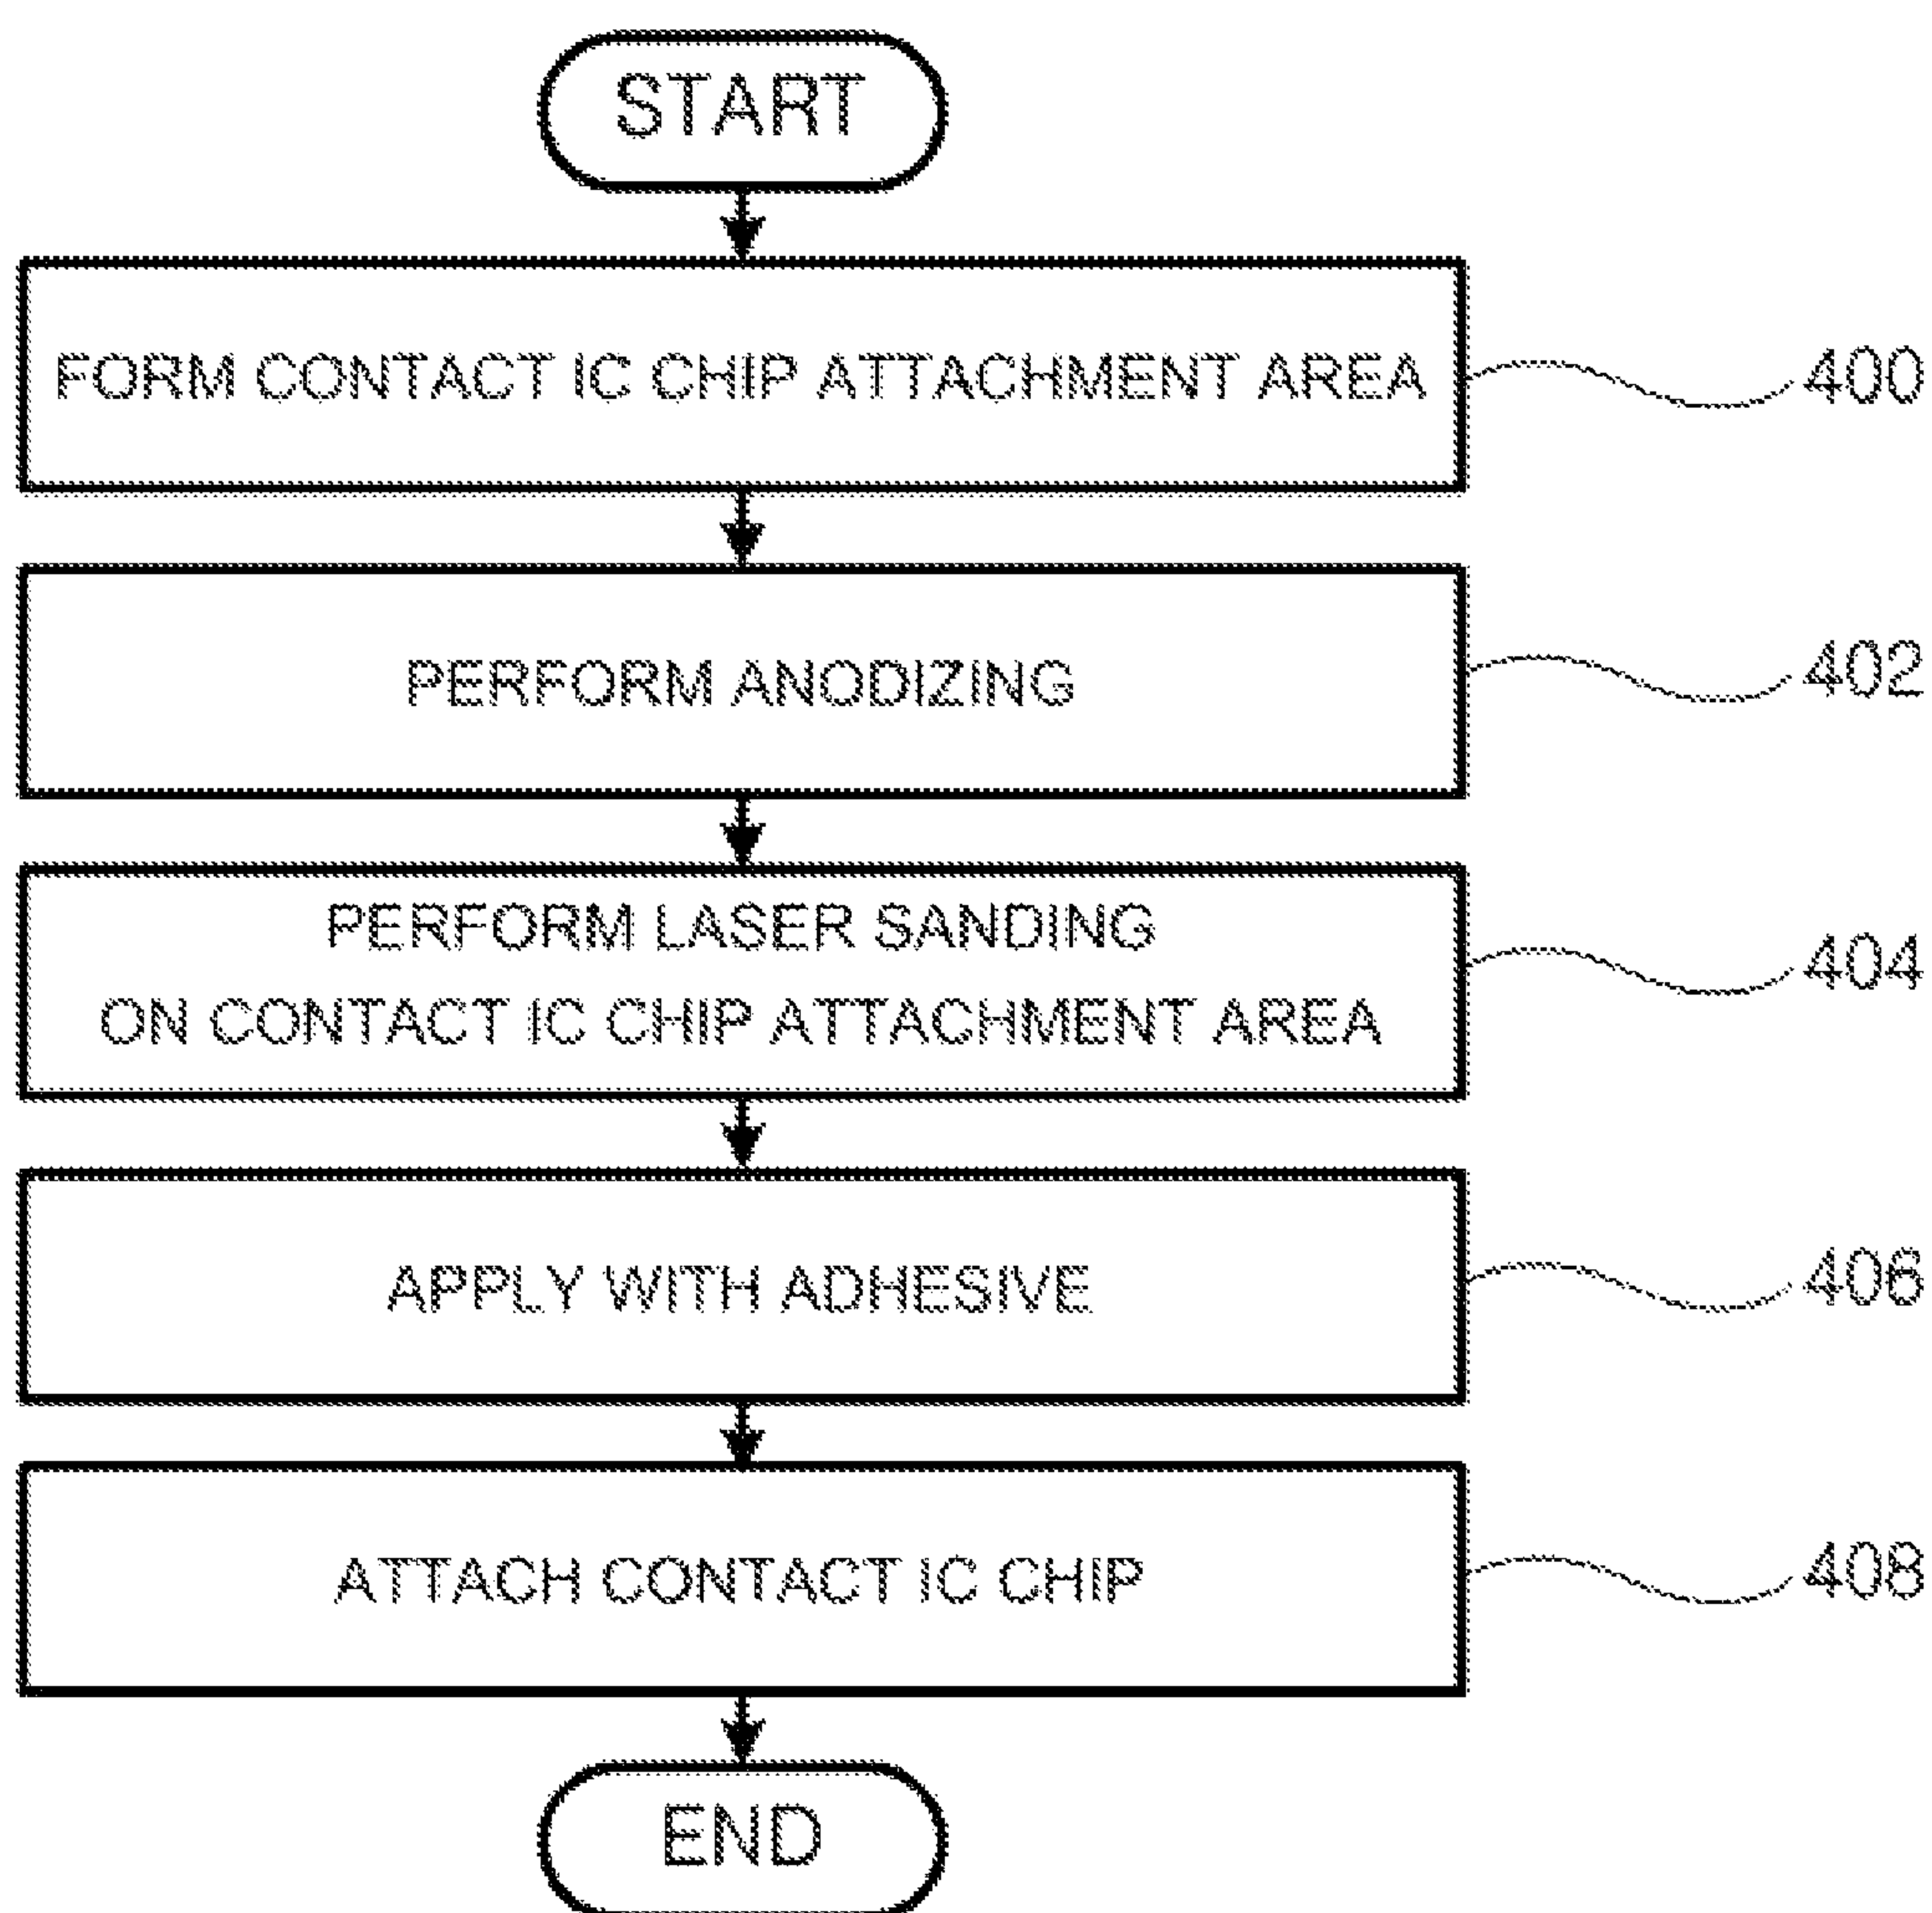 START
FORM CONTACT IC CHIP ATTACHMENT AREA
400
PERFORM ANODIZING
402
PERFORM LASER SANDING
ON CONTACT IC CHIP ATTACHMENT AREA
404
APPLY WITH ADHESIVE
406
ATTACH CONTACT IC CHIP
408
END